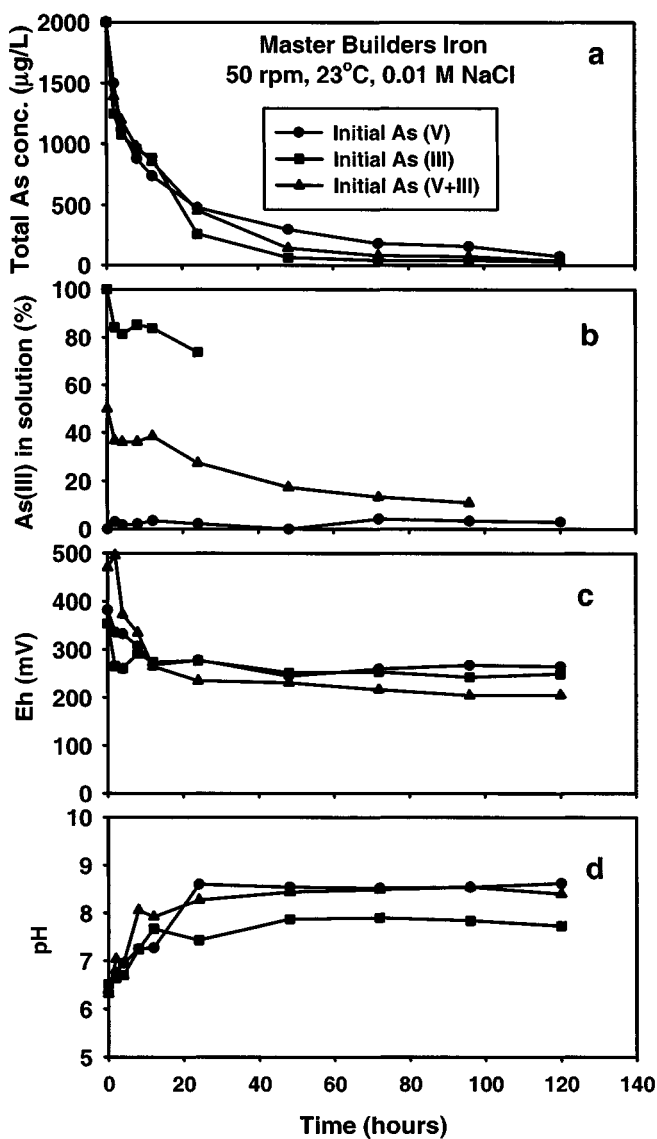 Master Builders Iron
50 rpm, 23°C, 0.01 M NaCl
a
Initial As (V)
Initial As (III)
Initial As (V+III)
Total As conc. (µg/L)
2000
1500
1000
500
0
b
As(III) in solution (%)
100
80
60
40
20
0
c
Eh (mV)
500
400
300
200
100
0
d
pH
10
9
8
7
6
5
0 20 40 60 80 100 120 140
Time (hours)